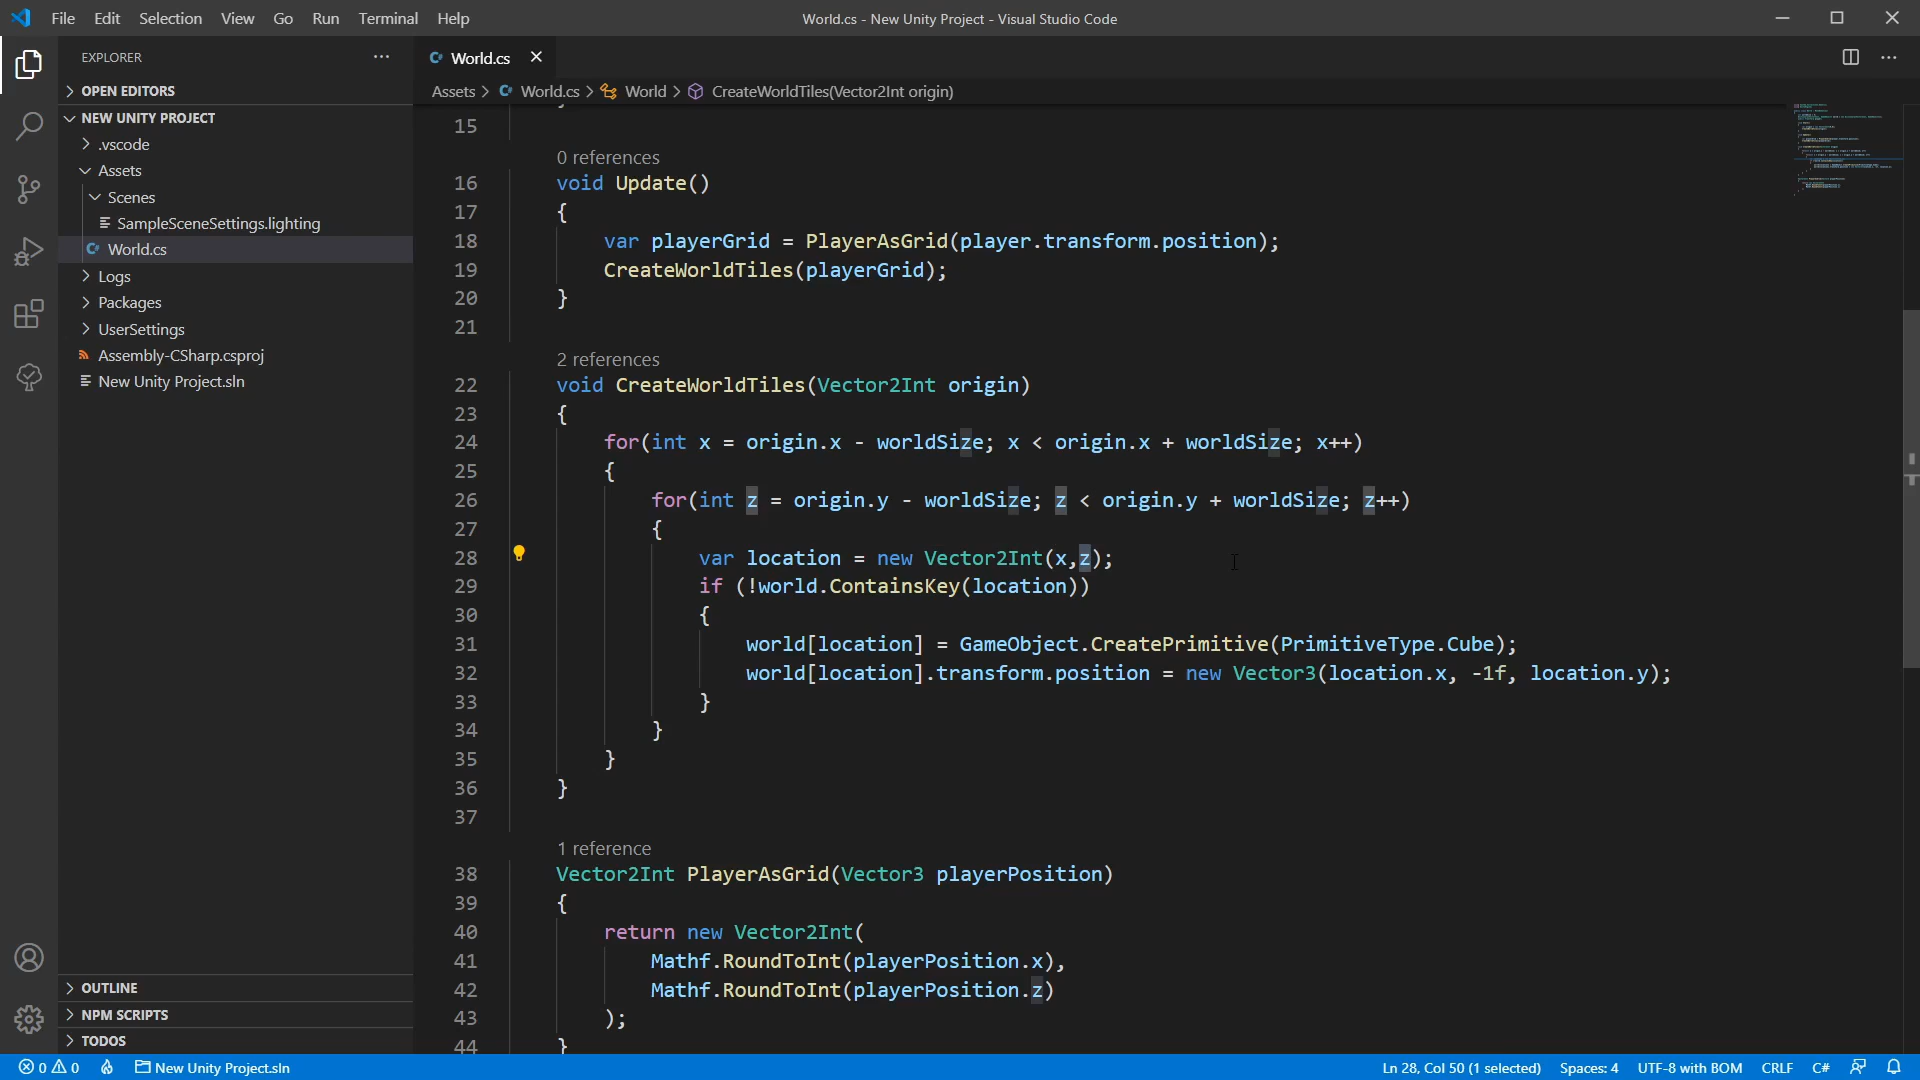 File Edit Selection View Go Run Terminal Help
World.cs - New Unity Project - Visual Studio Code
EXPLORER
OPEN EDITORS
NEW UNITY PROJECT
.vscode
Assets
Scenes
SampleSceneSettings.lighting
World.cs
Logs
Packages
UserSettings
Assembly-CSharp.csproj
New Unity Project.sln
OUTLINE
NPM SCRIPTS
TODOS
World.cs
Assets > World.cs > World > CreateWorldTiles(Vector2Int origin)
15
0 references
16 void Update()
17 {
18 var playerGrid = PlayerAsGrid(player.transform.position);
19 CreateWorldTiles(playerGrid);
20 }
21
2 references
22 void CreateWorldTiles(Vector2Int origin)
23 {
24 for(int x = origin.x - worldSize; x < origin.x + worldSize; x++)
25 {
26 for(int z = origin.y - worldSize; z < origin.y + worldSize; z++)
27 {
28 var location = new Vector2Int(x,z);
29 if (!world.ContainsKey(location))
30 {
31 world[location] = GameObject.CreatePrimitive(PrimitiveType.Cube);
32 world[location].transform.position = new Vector3(location.x, -1f, location.y);
33 }
34 }
35 }
36 }
37
1 reference
38 Vector2Int PlayerAsGrid(Vector3 playerPosition)
39 {
40 return new Vector2Int(
41 Mathf.RoundToInt(playerPosition.x),
42 Mathf.RoundToInt(playerPosition.z)
43 );
44 }
0 0 New Unity Project.sln
Ln 28, Col 50 (1 selected) Spaces: 4 UTF-8 with BOM CRLF C#